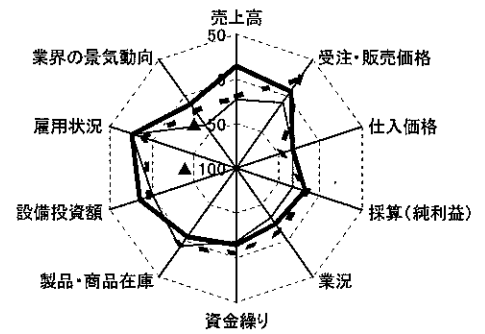 売上高
50
業界の景気動向
受注・販売価格
0
雇用状況
▲ 50
仕入価格
▲ 100
設備投資額
採算(純利益)
製品・商品在庫
業況
資金繰り